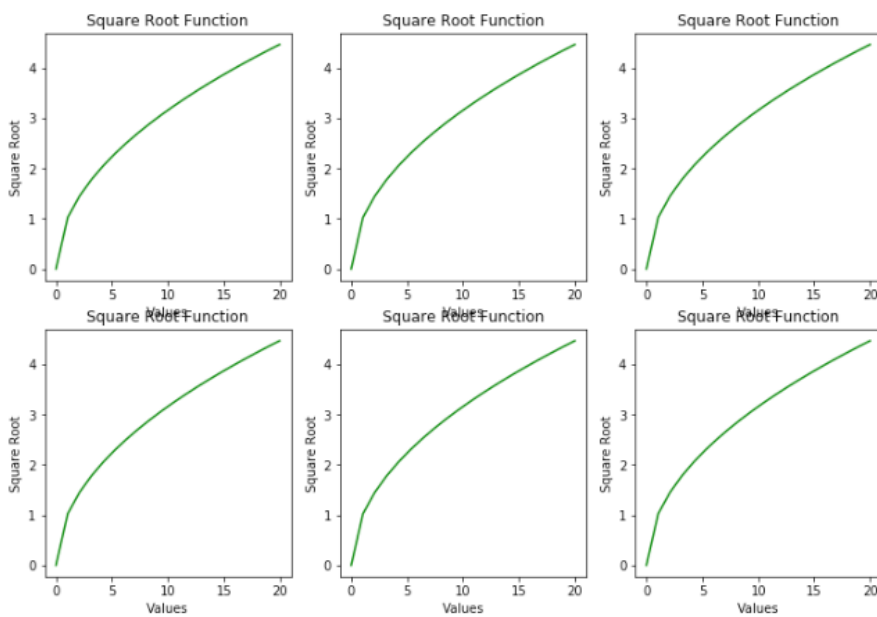 Square Root Function Square Root Function Square Root Function
4 4 4
3 3 3
Square Root Square Root Square Root
2 2 2
1 1 1
0 0 0
0 5 10 15 20 0 5 10 15 20 0 5 10 15 20
Values Values Values
Square Root Function Square Root Function Square Root Function
4 4 4
3 3 3
Square Root Square Root Square Root
2 2 2
1 1 1
0 0 0
0 5 10 15 20 0 5 10 15 20 0 5 10 15 20
Values Values Values